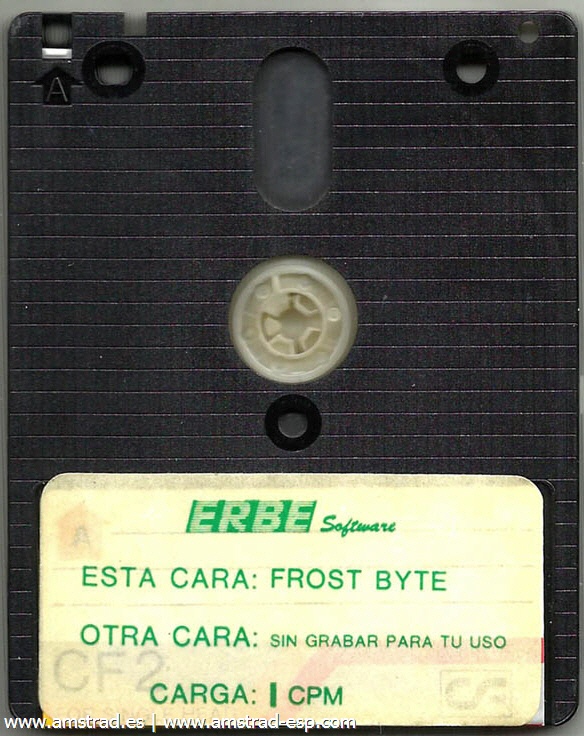 A
ERBE Software
A
ESTA CARA: FROST BYTE
OTRA CARA: SIN GRABAR PARA TU USO
CF2
CARGA: | CPM
www.amstrad.es | www.amstrad-esp.com